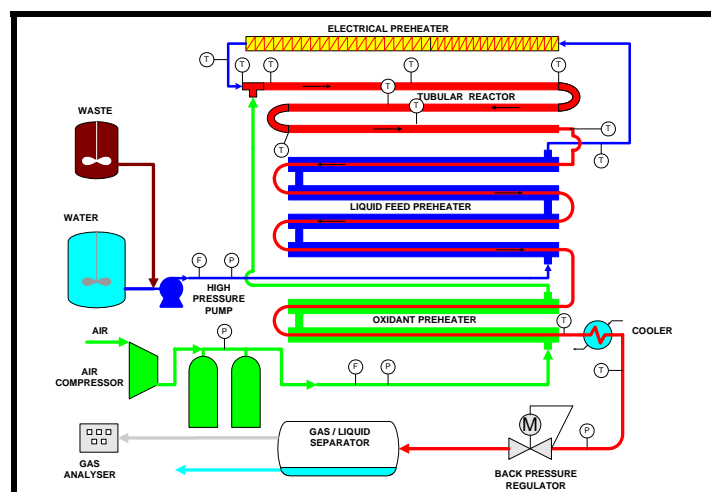 ELECTRICAL PREHEATER
T
T
T
T
T
T
TUBULAR REACTOR
T
T
WASTE
T
T
T
WATER
LIQUID FEED PREHEATER
F
P
HIGH
PRESSURE
PUMP
OXIDANT PREHEATER
T
COOLER
AIR
P
AIR
COMPRESSOR
F
P
T
GAS / LIQUID
SEPARATOR
M
P
GAS
ANALYSER
BACK PRESSURE
REGULATOR